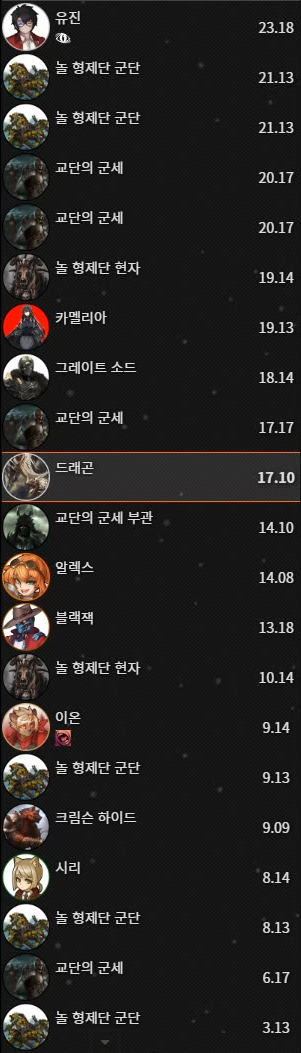 유진
23.18
놀 형제단 군단
21.13
놀 형제단 군단
21.13
교단의 군세
20.17
교단의 군세
20.17
놀 형제단 현자
19.14
카멜리아
19.13
그레이트 소드
18.14
교단의 군세
17.17
드래곤
17.10
교단의 군세 부관
14.10
알렉스
14.08
블랙잭
13.18
놀 형제단 현자
10.14
이온
9.14
놀 형제단 군단
9.13
크림슨 하이드
9.09
시리
8.14
놀 형제단 군단
8.13
교단의 군세
6.17
놀 형제단 군단
3.13